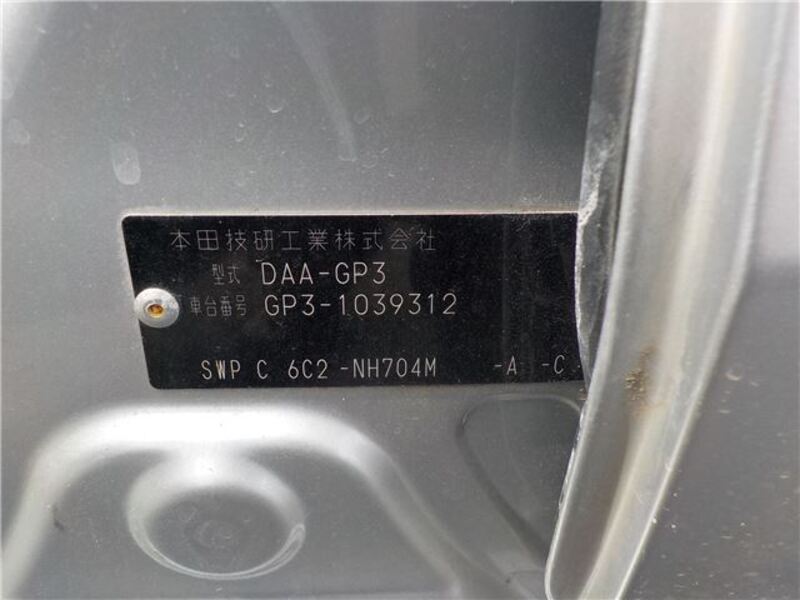 本田技研工業株式会社
型式 DAA-GP3
車台番号 GP3-1039312
SWP C 6C2 -NH704M -A -C